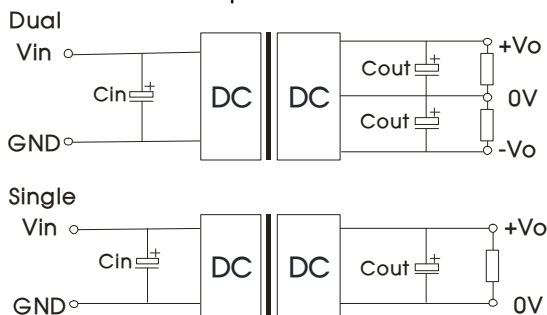 Dual
Vin
+Vo
Cout
+
Cin
+
DC
DC
0V
Cout
+
GND
-Vo
Single
Vin
+Vo
Cin
+
DC
DC
Cout
+
GND
0V